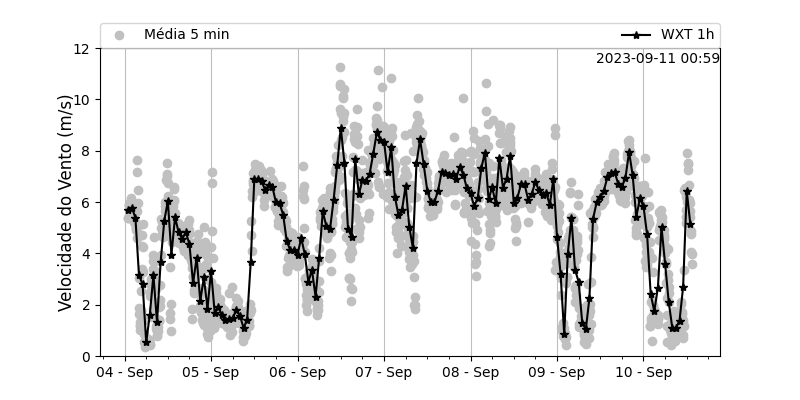 Média 5 min
WXT 1h
2023-09-11 00:59
Velocidade do Vento (m/s)
12
10
8
6
4
2
0
04 - Sep
05 - Sep
06 - Sep
07 - Sep
08 - Sep
09 - Sep
10 - Sep